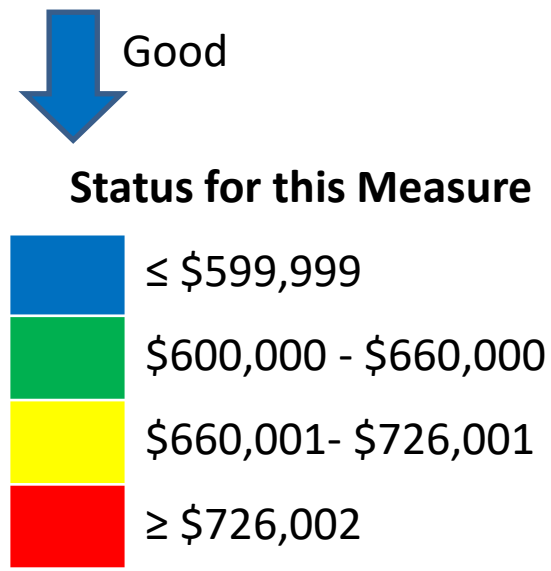 Good
Status for this Measure
≤ $599,999
$600,000 - $660,000
$660,001- $726,001
≥ $726,002